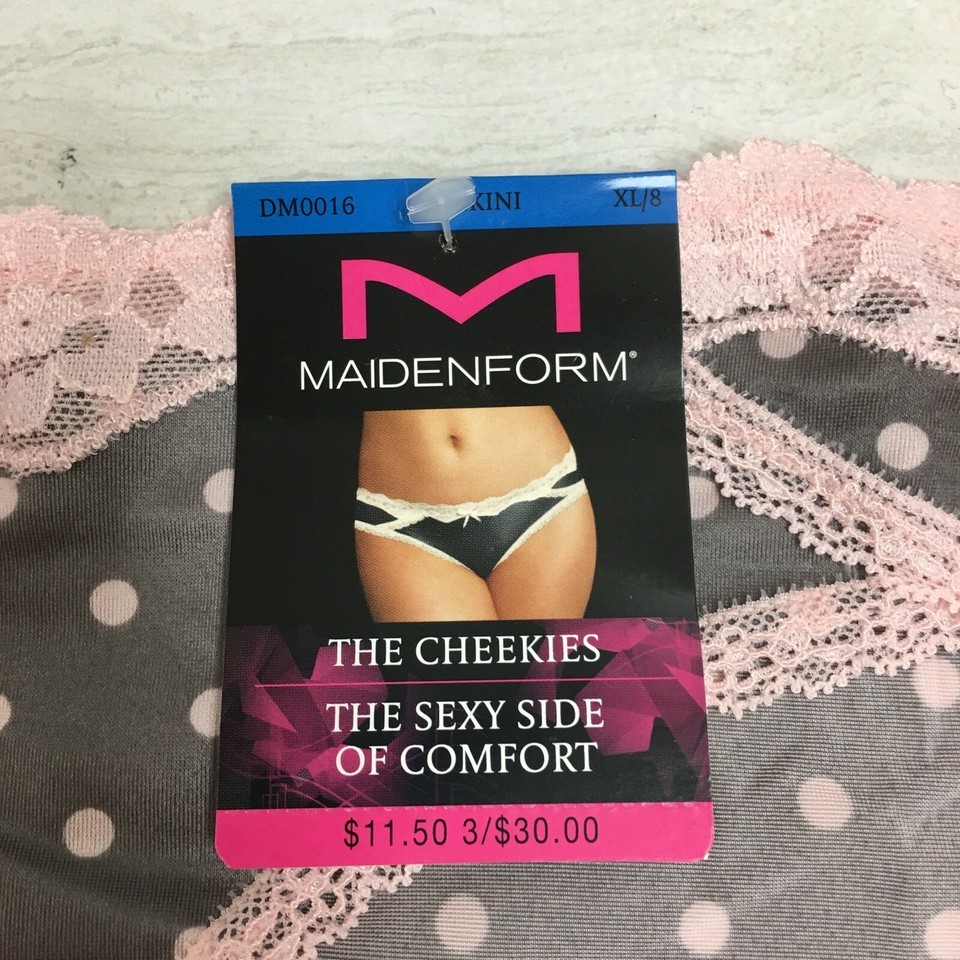 DM0016 XL/8
MAIDENFORM®
THE CHEEKIES
THE SEXY SIDE
OF COMFORT
$11.50 3/$30.00